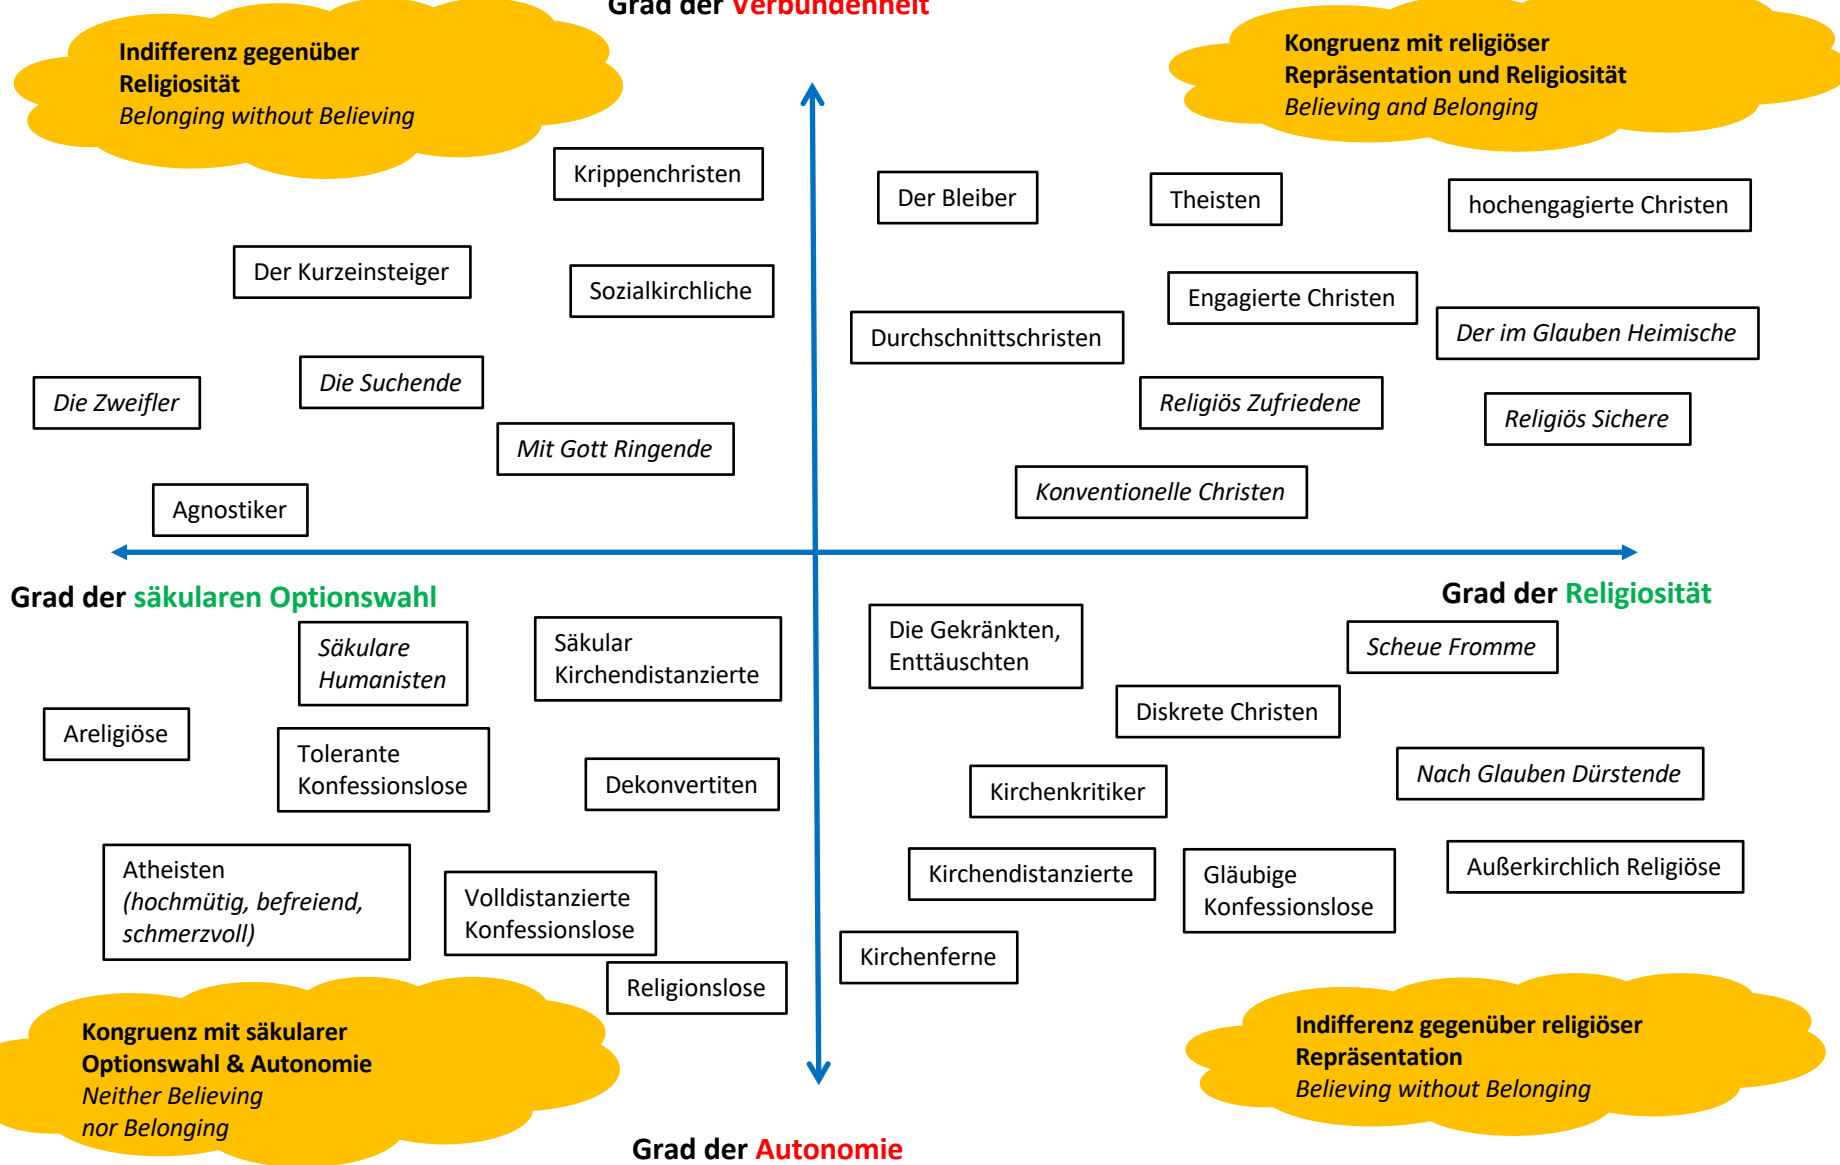 Grad der Verbundenheit
Indifferenz gegenüber
Religiosität
Belonging without Believing
Kongruenz mit religiöser
Repräsentation und Religiosität
Believing and Belonging
Krippenchristen
Der Bleiber
Theisten
hochengagierte Christen
Der Kurzeinsteiger
Sozialkirchliche
Engagierte Christen
Durchschnittschristen
Der im Glauben Heimische
Die Zweifler
Die Suchende
Religiös Zufriedene
Religiös Sichere
Mit Gott Ringende
Konventionelle Christen
Agnostiker
Grad der säkularen Optionswahl
Grad der Religiosität
Säkulare
Humanisten
Säkular
Kirchendistanzierte
Die Gekränkten,
Enttäuschten
Scheue Fromme
Areligiöse
Diskrete Christen
Tolerante
Konfessionslose
Dekonvertiten
Kirchenkritiker
Nach Glauben Dürstende
Atheisten
(hochmütig, befreiend,
schmerzvoll)
Volldistanzierte
Konfessionslose
Kirchendistanzierte
Gläubige
Konfessionslose
Außerkirchlich Religiöse
Religionslose
Kirchenferne
Kongruenz mit säkularer
Optionswahl & Autonomie
Neither Believing
nor Belonging
Indifferenz gegenüber religiöser
Repräsentation
Believing without Belonging
Grad der Autonomie